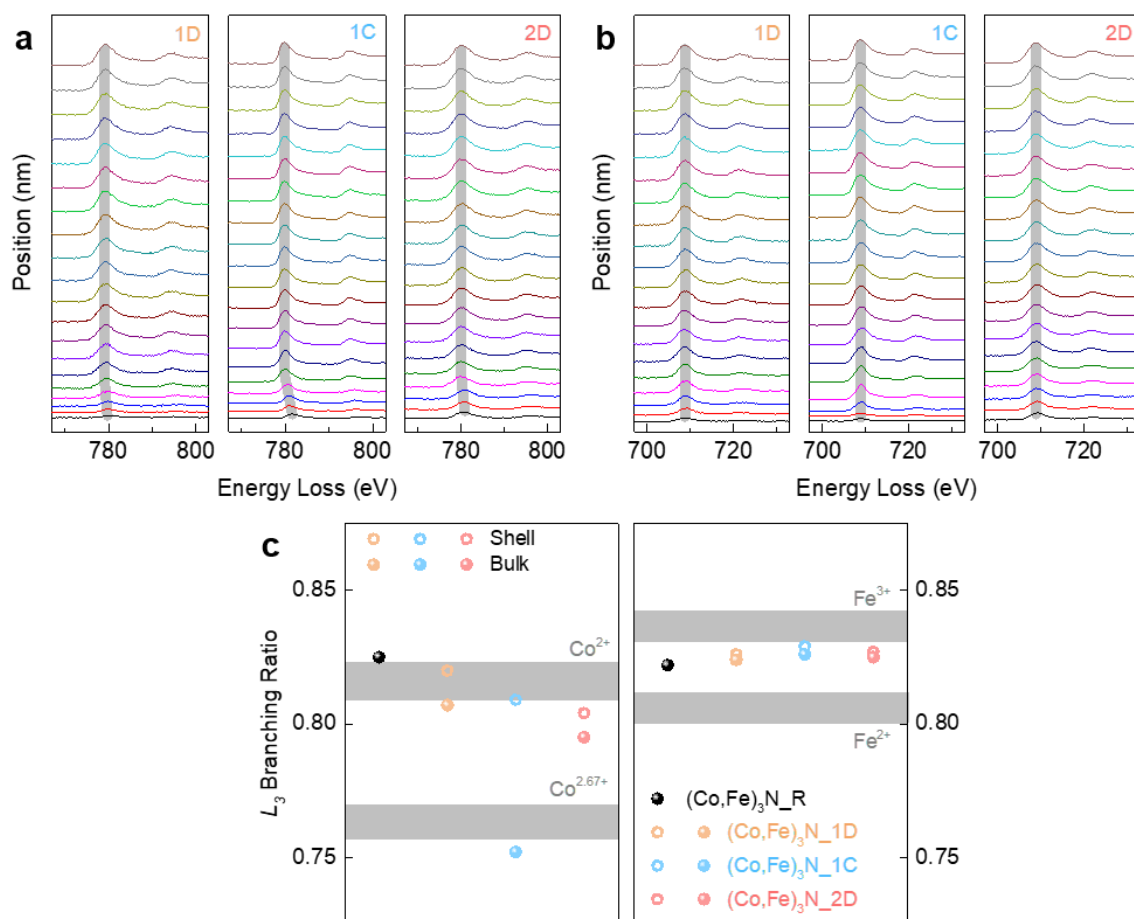 a
1D
1C
2D
Position (nm)
780 800 780 800 780 800
Energy Loss (eV)
b
1D
1C
2D
Position (nm)
700 720 700 720 700 720
Energy Loss (eV)
c
Shell
Bulk
L3 Branching Ratio
0.85
0.80
0.75
Co2+
Co2.67+
Fe3+
Fe2+
(Co,Fe)3N_R
(Co,Fe)3N_1D
(Co,Fe)3N_1C
(Co,Fe)3N_2D
0.85
0.80
0.75